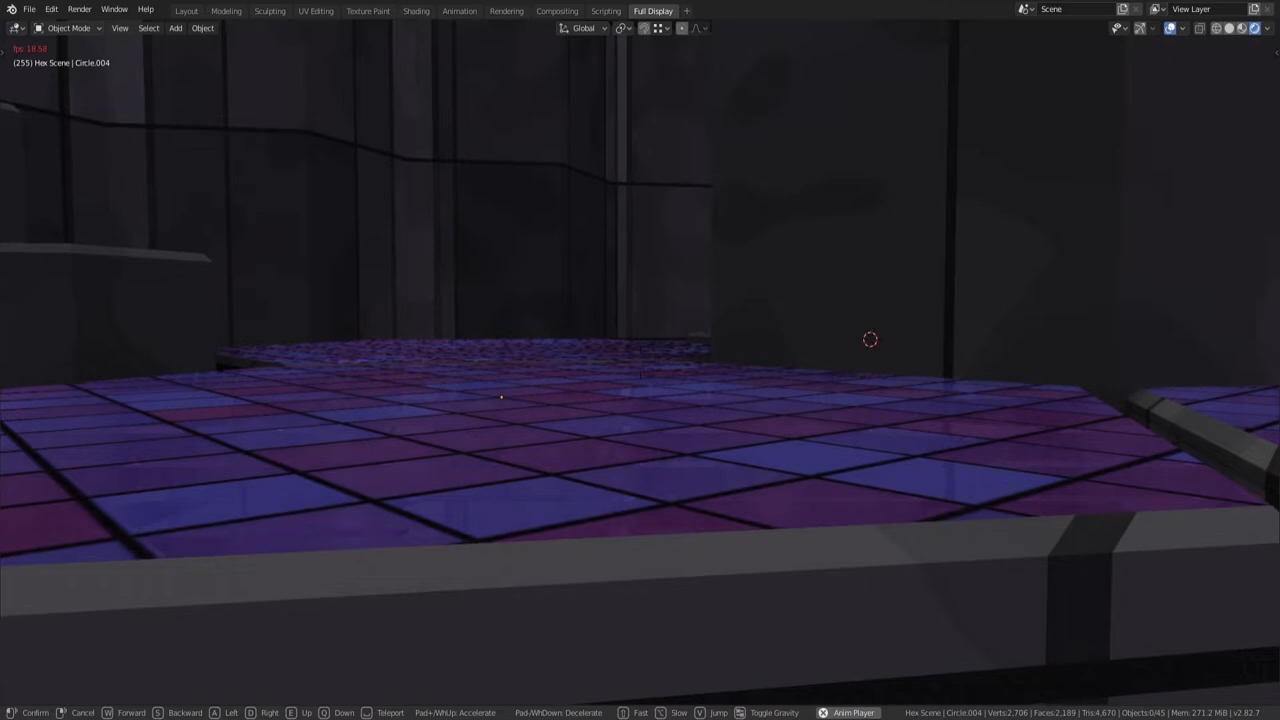 File Edit Render Window Help Layout Modeling Sculpting UV Editing Texture Paint Shading Animation Rendering Compositing Scripting Full Display + Scene View Layer
Object Mode View Select Add Object Global
fps: 18.58
(255) Hex Scene | Circle.004
Confirm Cancel W Forward S Backward A Left D Right E Up Q Down Teleport Pad+/WhUp: Accelerate Pad-/WhDown: Decelerate Fast Slow V Jump Toggle Gravity Anim Player Hex Scene | Circle.004 | Verts:2,706 | Faces:2,189 | Tris:4,670 | Objects:0/45 | Mem: 271.2 MiB | v2.82.7